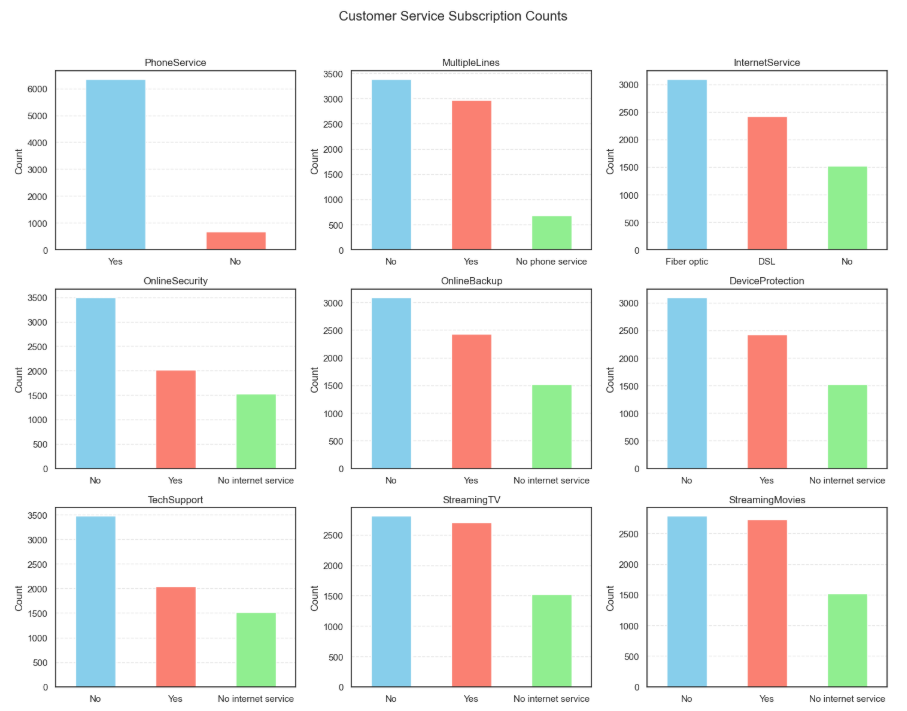 Customer Service Subscription Counts
PhoneService
Count
6000
5000
4000
3000
2000
1000
0
Yes No
MultipleLines
Count
3500
3000
2500
2000
1500
1000
500
0
No Yes No phone service
InternetService
Count
3000
2500
2000
1500
1000
500
0
Fiber optic DSL No
OnlineSecurity
Count
3500
3000
2500
2000
1500
1000
500
0
No Yes No internet service
OnlineBackup
Count
3000
2500
2000
1500
1000
500
0
No Yes No internet service
DeviceProtection
Count
3000
2500
2000
1500
1000
500
0
No Yes No internet service
TechSupport
Count
3500
3000
2500
2000
1500
1000
500
0
No Yes No internet service
StreamingTV
Count
2500
2000
1500
1000
500
0
No Yes No internet service
StreamingMovies
Count
2500
2000
1500
1000
500
0
No Yes No internet service